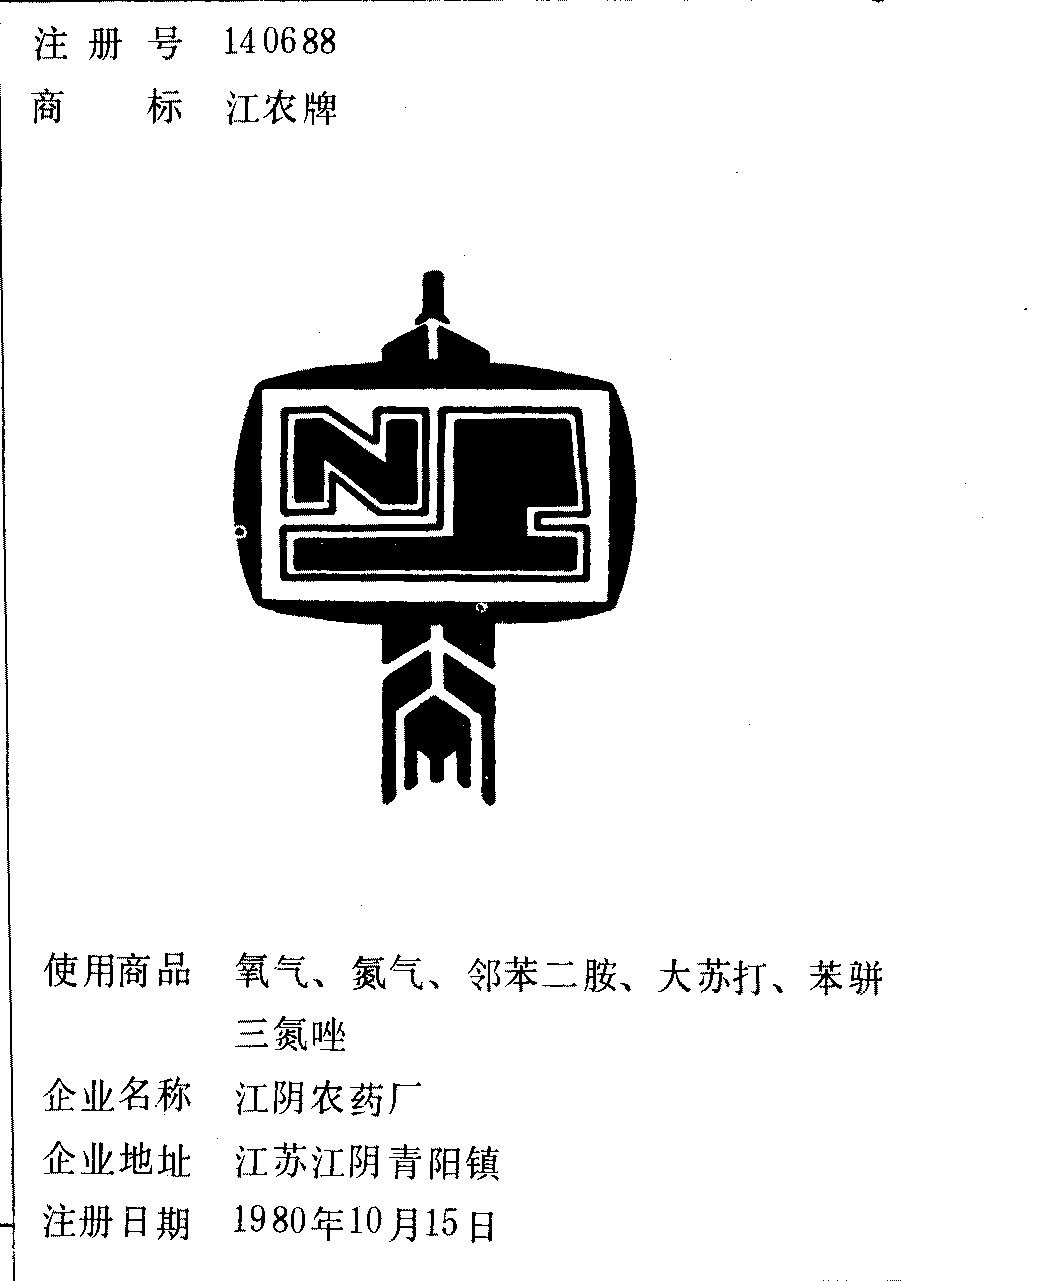 注册号 140688
商标 江农牌
N
使用商品 氧气、氮气、邻苯二胺、大苏打、苯骈
三氮唑
企业名称 江阴农药厂
企业地址 江苏江阴青阳镇
注册日期 1980年10月15日